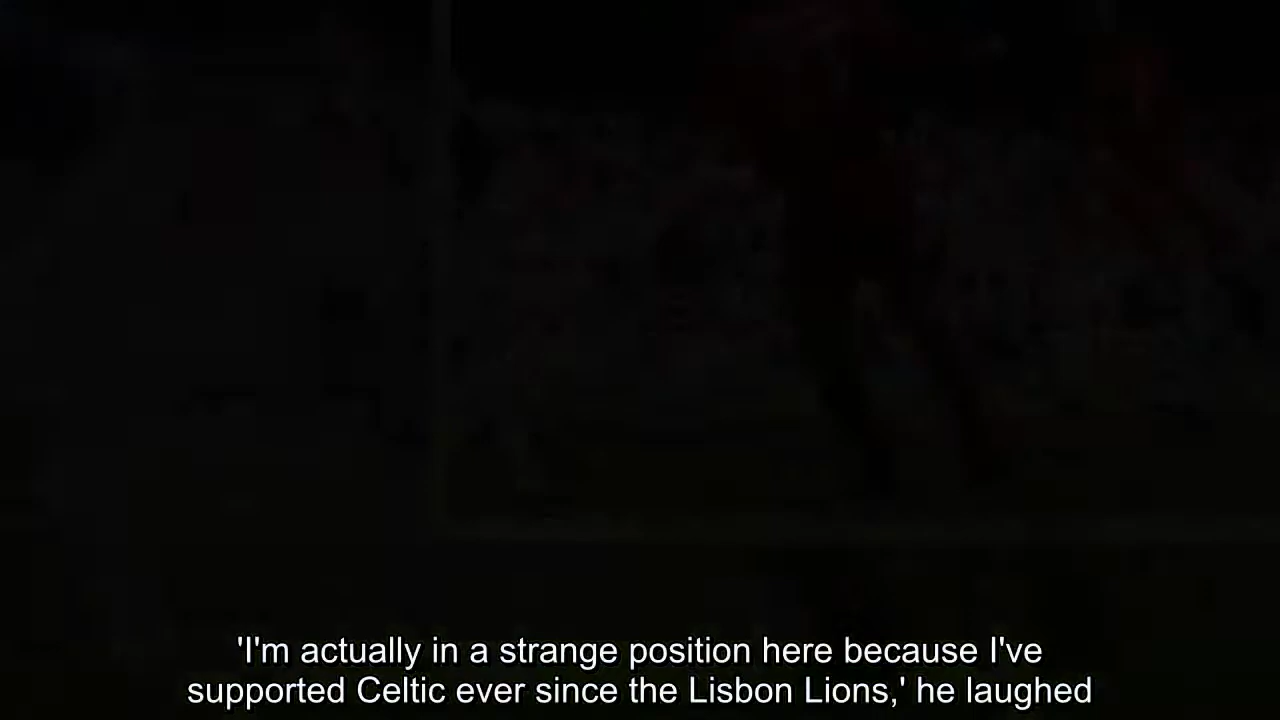 'I'm actually in a strange position here because I've
supported Celtic ever since the Lisbon Lions,' he laughed